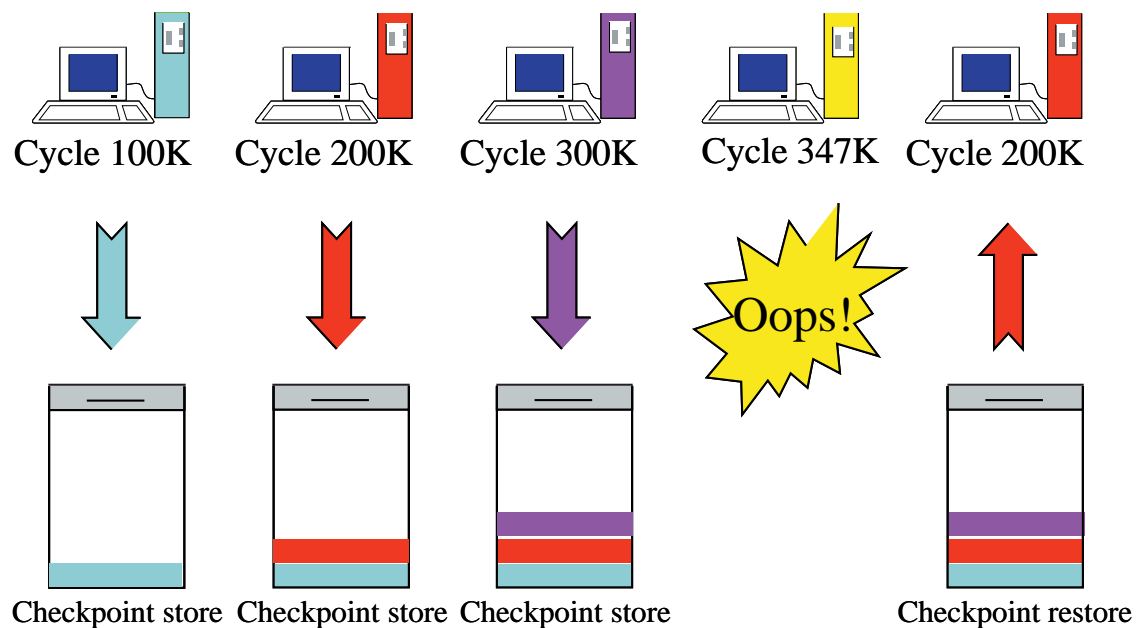 Cycle 100K
Cycle 200K
Cycle 300K
Cycle 347K
Cycle 200K
Oops!
Checkpoint store
Checkpoint store
Checkpoint store
Checkpoint restore